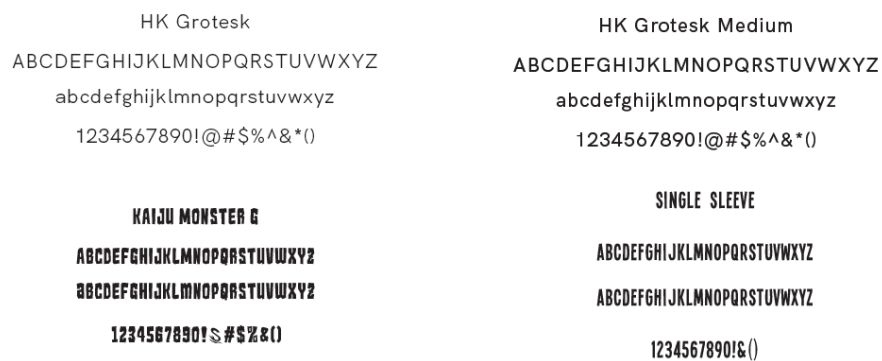 HK Grotesk
ABCDEFGHIJKLMNOPQRSTUVWXYZ
abcdefghijklmnopqrstuvwxyz
1234567890!@#$%^&*()
HK Grotesk Medium
ABCDEFGHIJKLMNOPQRSTUVWXYZ
abcdefghijklmnopqrstuvwxyz
1234567890!@#$%^&*()
KAIJU MONSTER G
ABCDEFGHIJKLMNOPQRSTUVWXYZ
aBCDEFGHIJKLmNOPQRSTUVWXYZ
1234567890!#$%&()
SINGLE SLEEVE
ABCDEFGHIJKLMNOPQRSTUVWXYZ
ABCDEFGHIJKLMNOPQRSTUVWXYZ
1234567890!&()